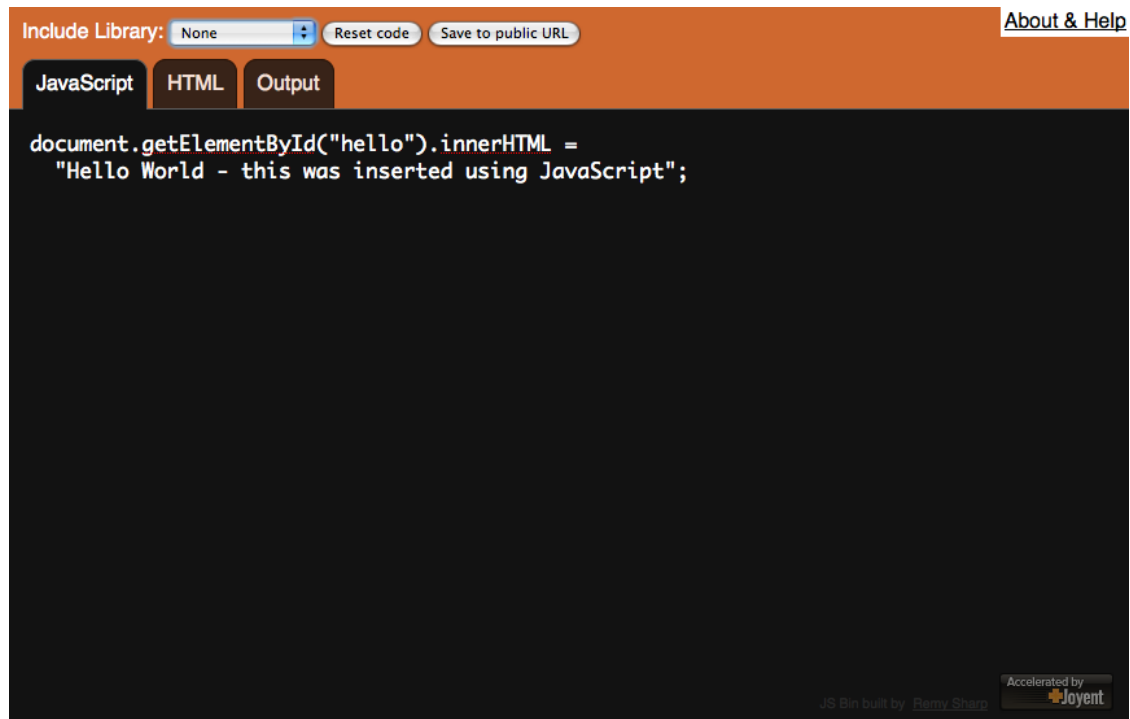 Include Library: None Reset code Save to public URL About & Help
JavaScript HTML Output
document.getElementById("hello").innerHTML =
"Hello World - this was inserted using JavaScript";
Accelerated by
Joyent
JS Bin built by Remy Sharp